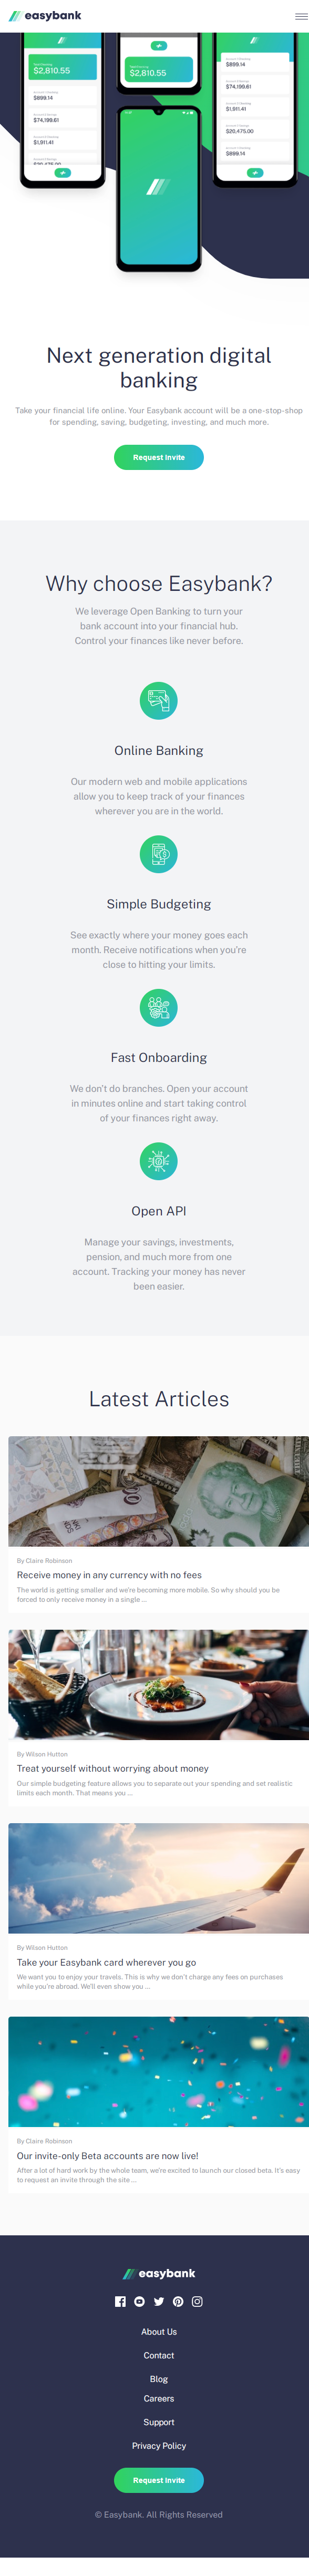 easybank
$2,810.55
$2,810.55
$899.14
$74,199.61
$1,911.41
$20,475.00
$899.14
$74,199.61
$1,911.41
$20,475.00
$899.14
Next generation digital
banking
Take your financial life online. Your Easybank account will be a one-stop-shop
for spending, saving, budgeting, investing, and much more.
Request Invite
Why choose Easybank?
We leverage Open Banking to turn your
bank account into your financial hub.
Control your finances like never before.
Online Banking
Our modern web and mobile applications
allow you to keep track of your finances
wherever you are in the world.
Simple Budgeting
See exactly where your money goes each
month. Receive notifications when you're
close to hitting your limits.
Fast Onboarding
We don't do branches. Open your account
in minutes online and start taking control
of your finances right away.
Open API
Manage your savings, investments,
pension, and much more from one
account. Tracking your money has never
been easier.
Latest Articles
By Claire Robinson
Receive money in any currency with no fees
The world is getting smaller and we're becoming more mobile. So why should you be
forced to only receive money in a single ...
By Wilson Hutton
Treat yourself without worrying about money
Our simple budgeting feature allows you to separate out your spending and set realistic
limits each month. That means you ...
By Wilson Hutton
Take your Easybank card wherever you go
We want you to enjoy your travels. This is why we don't charge any fees on purchases
while you're abroad. We'll even show you ...
By Claire Robinson
Our invite-only Beta accounts are now live!
After a lot of hard work by the whole team, we're excited to launch our closed beta. It's easy
to request an invite through the site ...
easybank
About Us
Contact
Blog
Careers
Support
Privacy Policy
Request Invite
© Easybank. All Rights Reserved